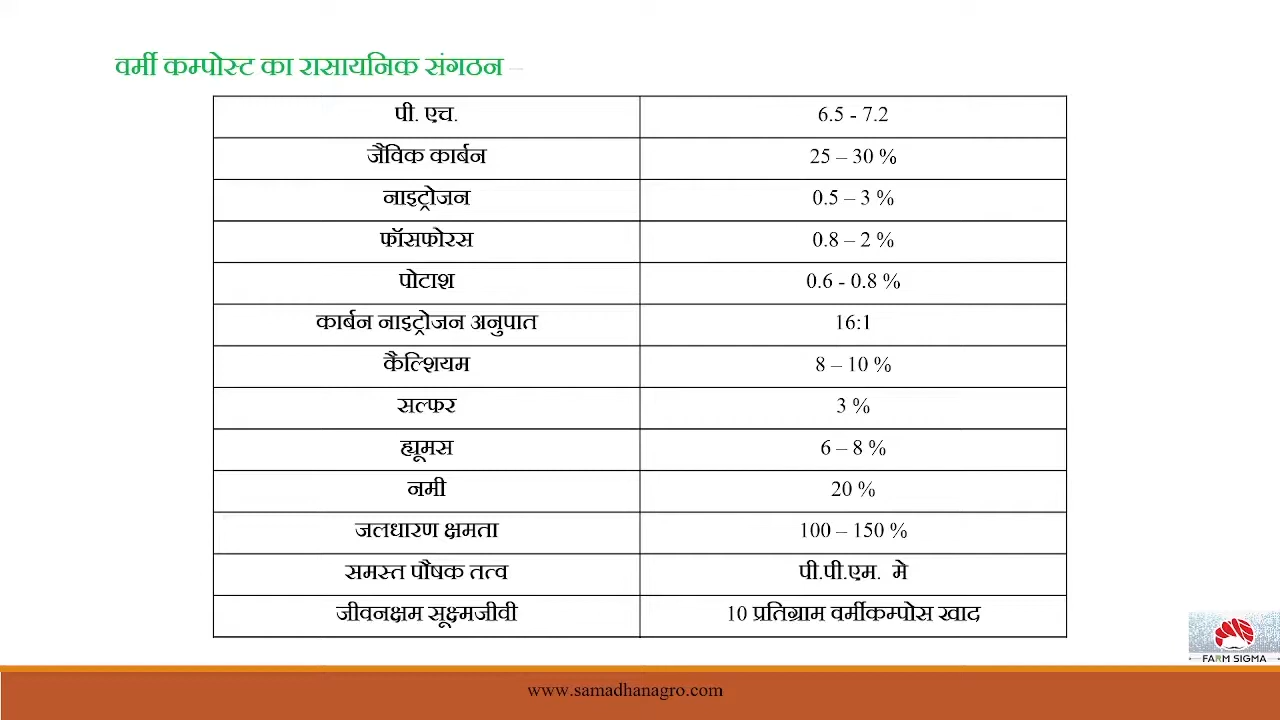 वर्मी कम्पोस्ट का रासायनिक संगठन –
पी. एच. 6.5 - 7.2
जैविक कार्बन 25 – 30 %
नाइट्रोजन 0.5 – 3 %
फॉसफोरस 0.8 – 2 %
पोटाश 0.6 - 0.8 %
कार्बन नाइट्रोजन अनुपात 16:1
कैल्शियम 8 – 10 %
सल्फर 3 %
ह्यूमस 6 – 8 %
नमी 20 %
जलधारण क्षमता 100 – 150 %
समस्त पौषक तत्व पी.पी.एम. मे
जीवनक्षम सूक्ष्मजीवी 10 प्रतिग्राम वर्मीकम्पोस खाद
FARM SIGMA
www.samadhanagro.com